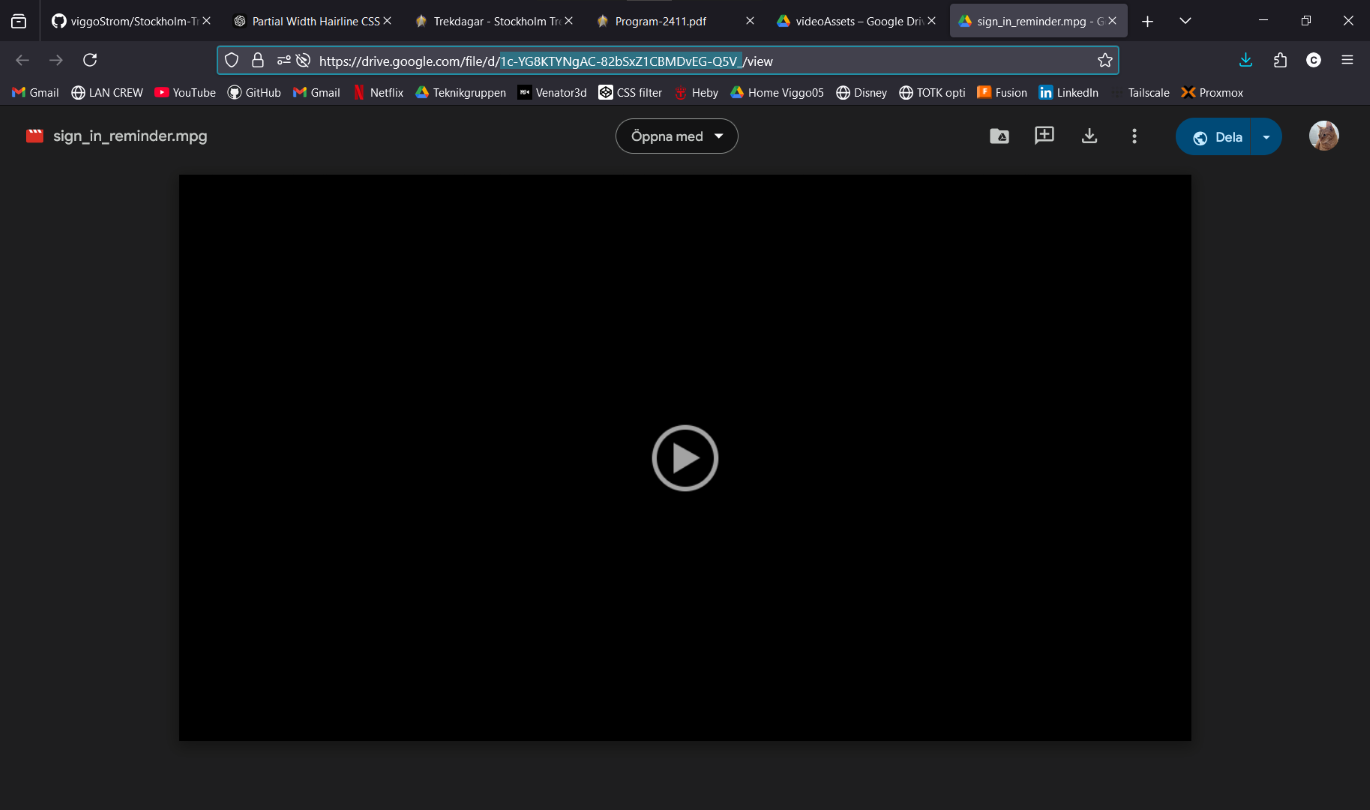 viggoStrom/Stockholm-Tr
Partial Width Hairline CSS
Trekdagar - Stockholm Tre
Program-2411.pdf
videoAssets – Google Driv
sign_in_reminder.mpg - G
https://drive.google.com/file/d/1c-YG8KTYNgAC-82bSxZ1CBMDvEG-Q5V_/view
C
Gmail LAN CREW YouTube GitHub Gmail Netflix Teknikgruppen Venator3d CSS filter Heby Home Viggo05 Disney TOTK opti Fusion LinkedIn Tailscale Proxmox
sign_in_reminder.mpg
Öppna med
Dela